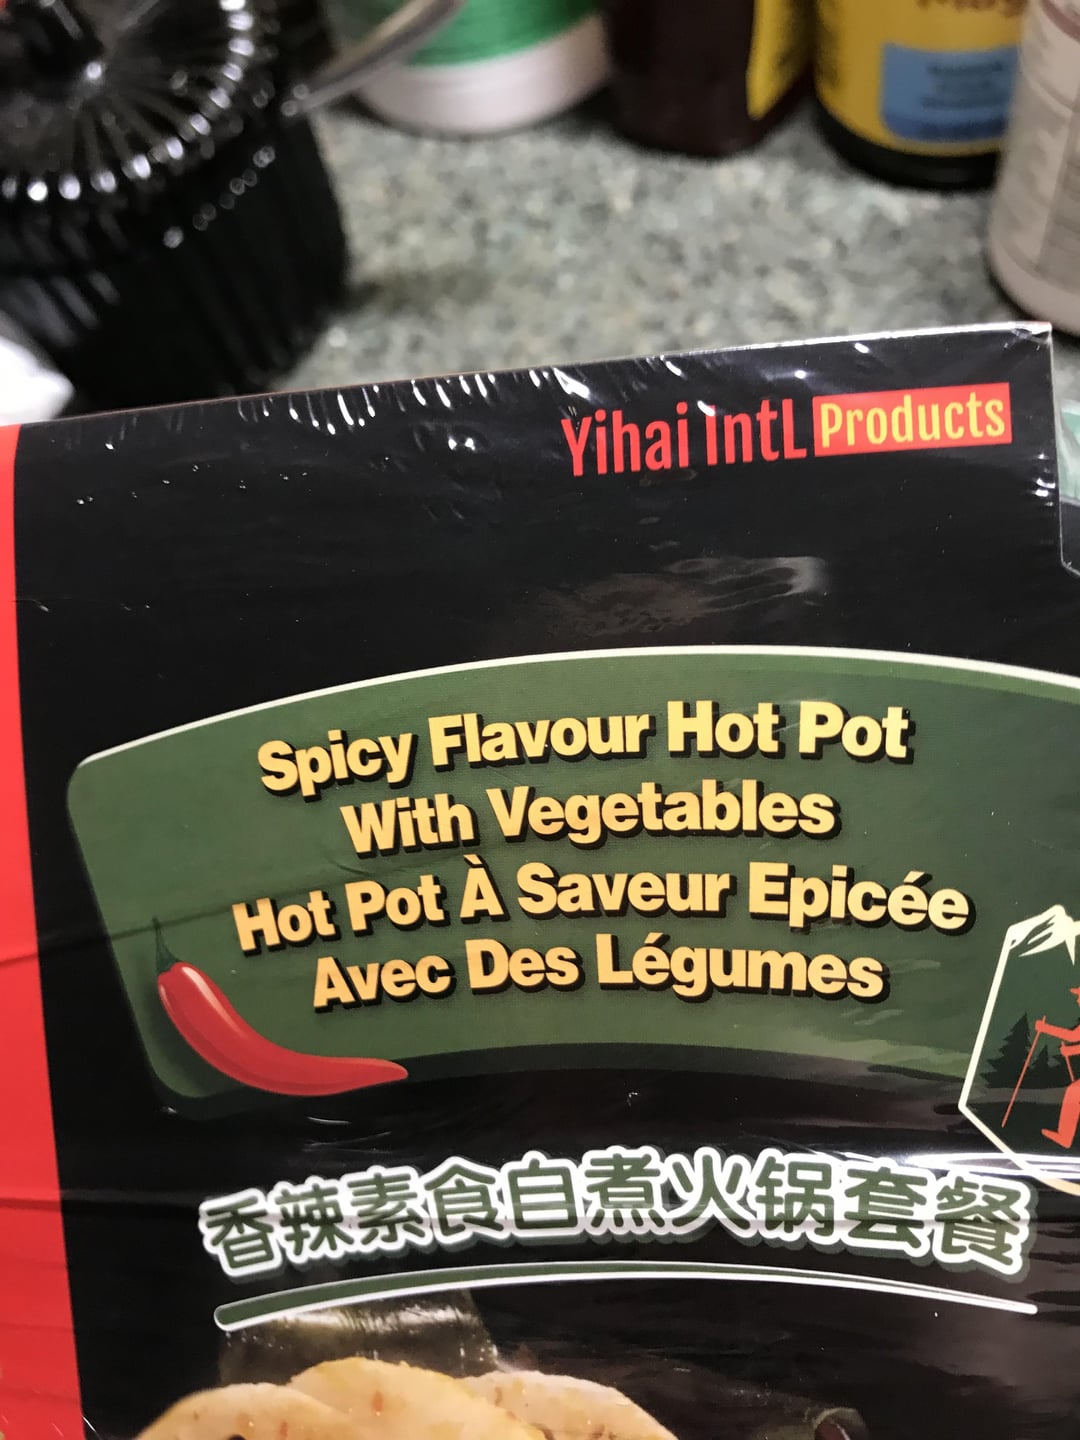 Yihai IntL Products
Spicy Flavour Hot Pot
With Vegetables
Hot Pot À Saveur Epicée
Avec Des Légumes
香辣素食自煮火锅套餐